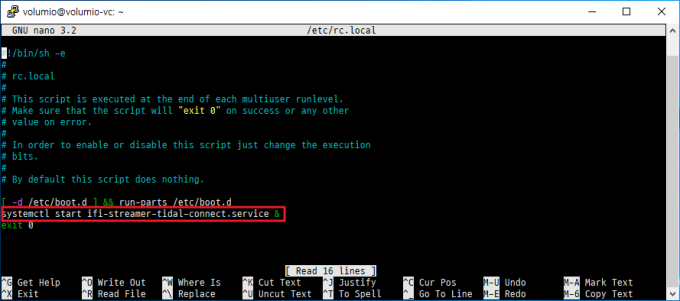 volumio@volumio-vc: ~
GNU nano 3.2 /etc/rc.local
#!/bin/sh -e
#
# rc.local
#
# This script is executed at the end of each multiuser runlevel.
# Make sure that the script will "exit 0" on success or any other
# value on error.
#
# In order to enable or disable this script just change the execution
# bits.
#
# By default this script does nothing.
[ -d /etc/boot.d ] && run-parts /etc/boot.d
systemctl start ifi-streamer-tidal-connect.service &
exit 0
[ Read 16 lines ]
^G Get Help ^O Write Out ^W Where Is ^K Cut Text ^J Justify ^C Cur Pos M-U Undo M-A Mark Text
^X Exit ^R Read File ^\ Replace ^U Uncut Text ^T To Spell ^_ Go To Line M-E Redo M-6 Copy Text